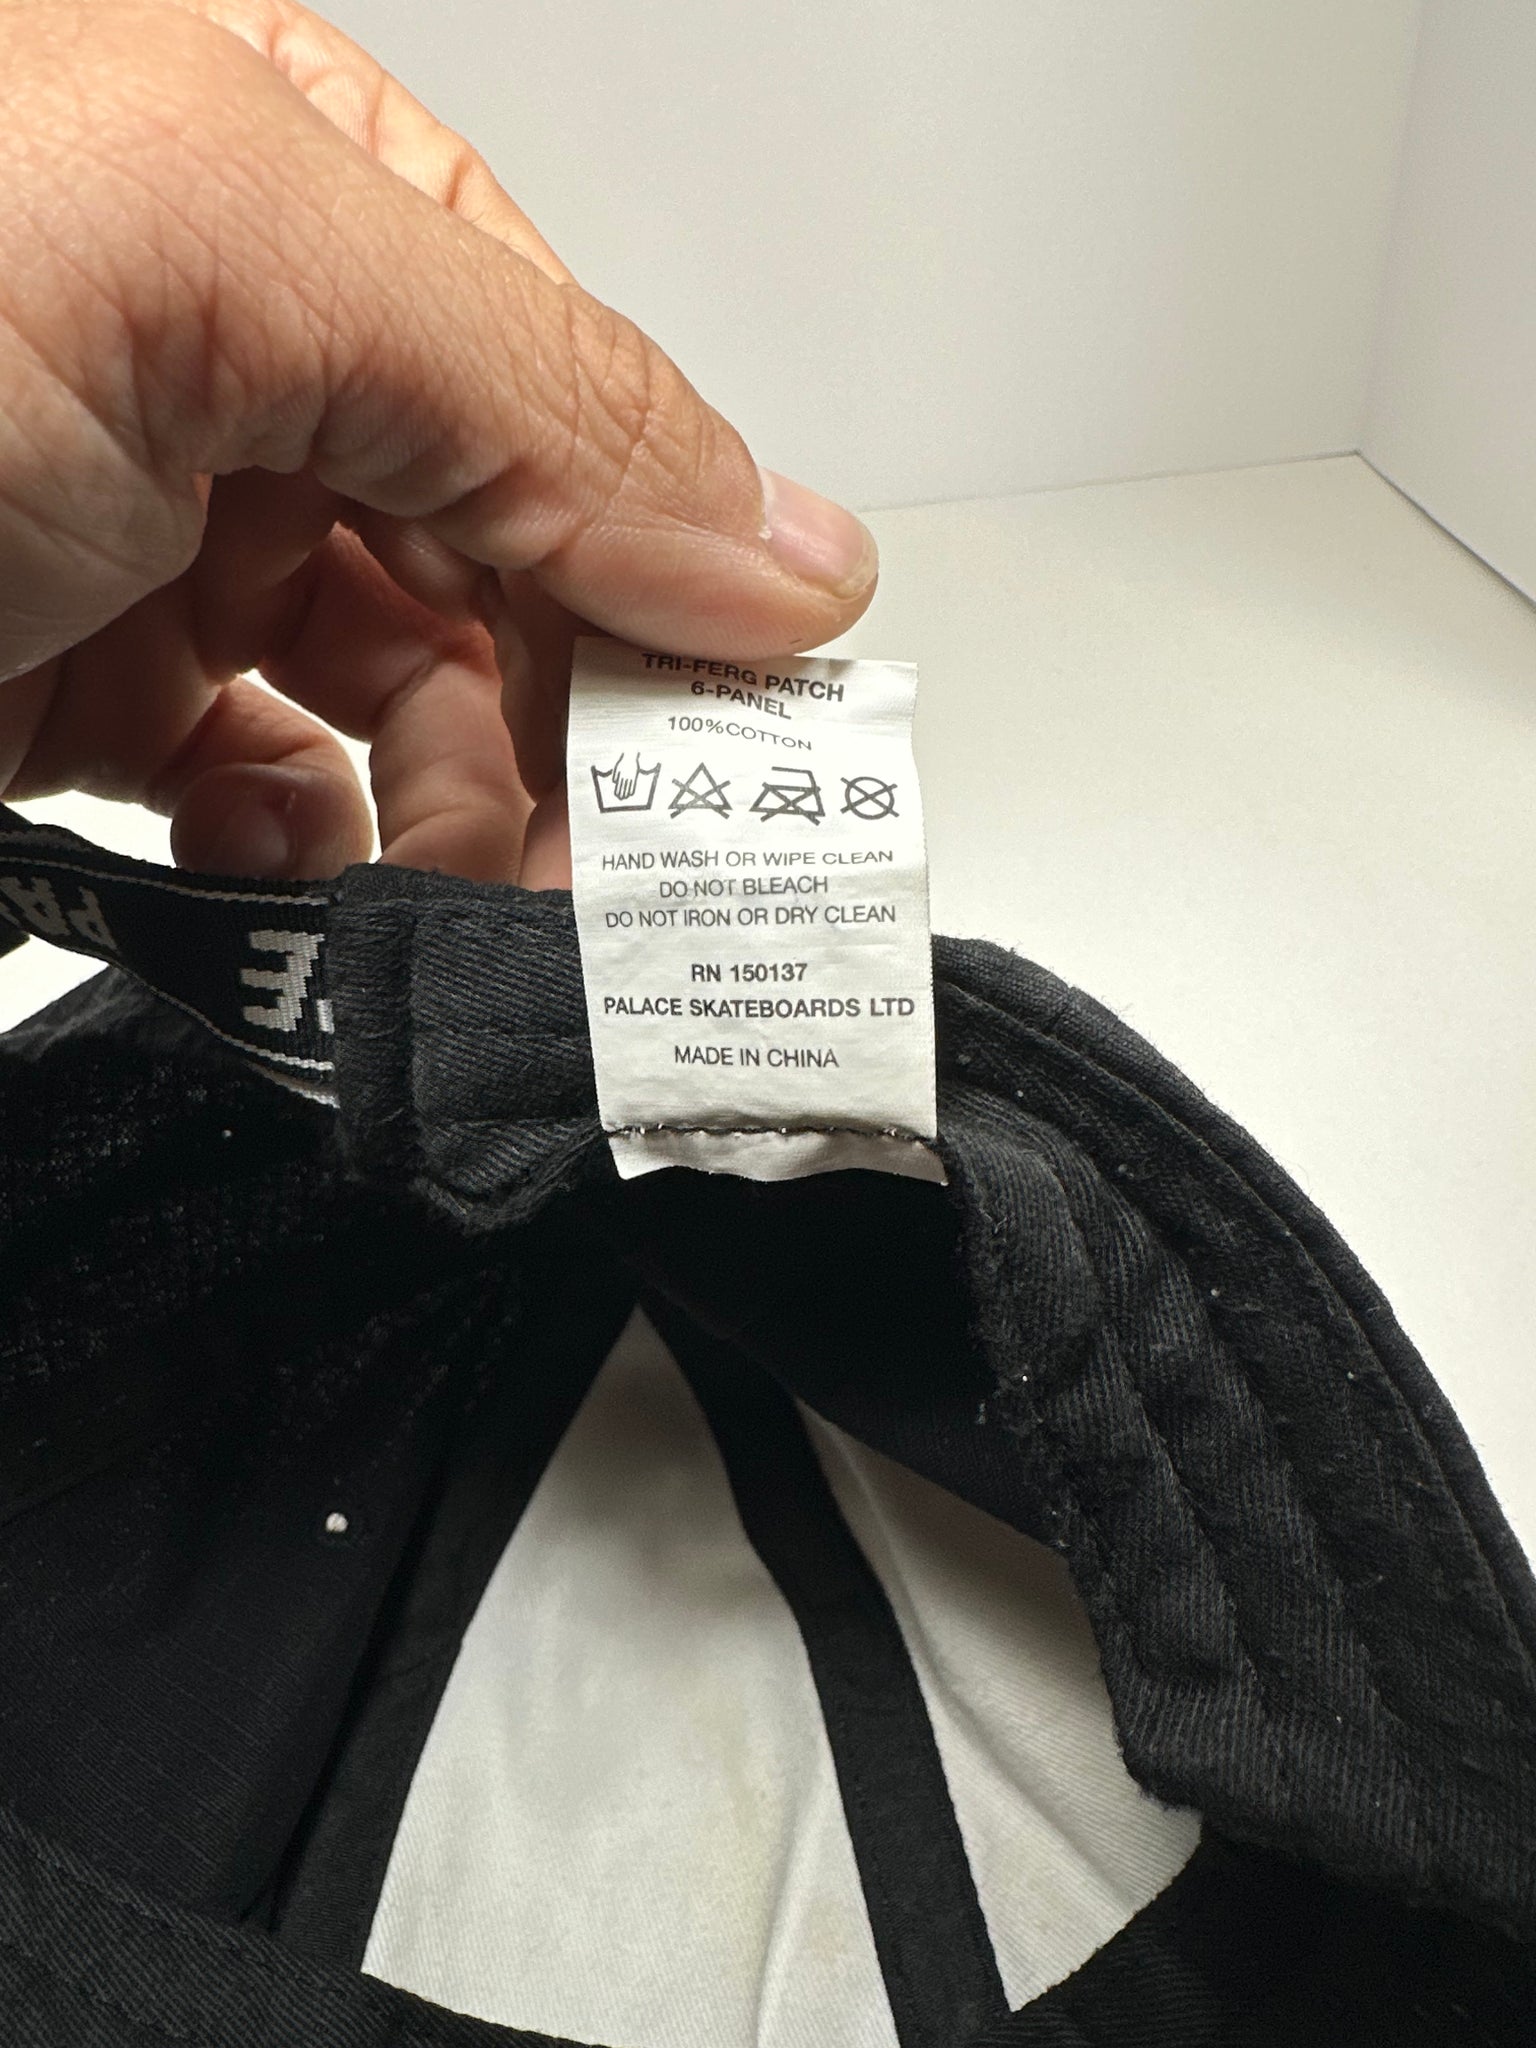 TRI-FERG PATCH
6-PANEL
100%COTTON
HAND WASH OR WIPE CLEAN
DO NOT BLEACH
DO NOT IRON OR DRY CLEAN
RN 150137
PALACE SKATEBOARDS LTD
MADE IN CHINA